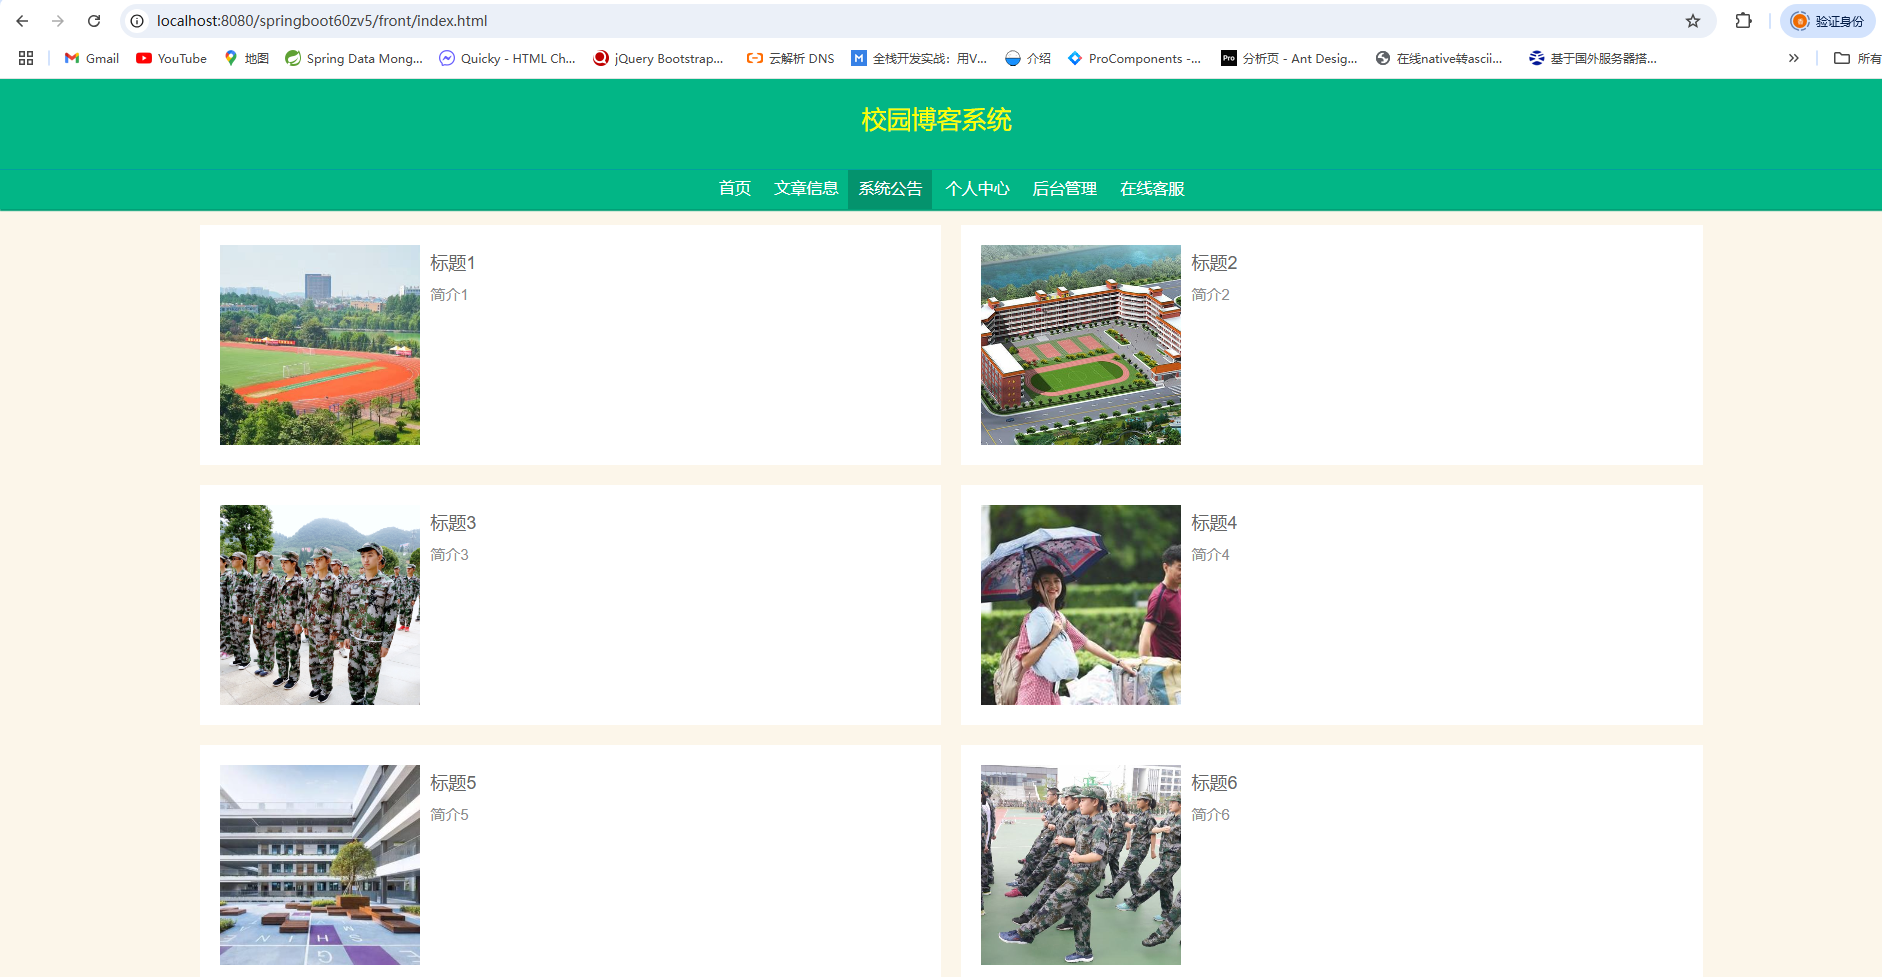 localhost:8080/springboot60zv5/front/index.html
验证身份
Gmail
YouTube
地图
Spring Data Mong...
Quicky - HTML Ch...
jQuery Bootstrap...
云解析 DNS
全栈开发实战：用V...
介绍
ProComponents -...
Pro
分析页 - Ant Desig...
在线native转ascii...
基于国外服务器搭...
所有
校园博客系统
首页
文章信息
系统公告
个人中心
后台管理
在线客服
标题1
简介1
标题2
简介2
标题3
简介3
标题4
简介4
标题5
简介5
标题6
简介6